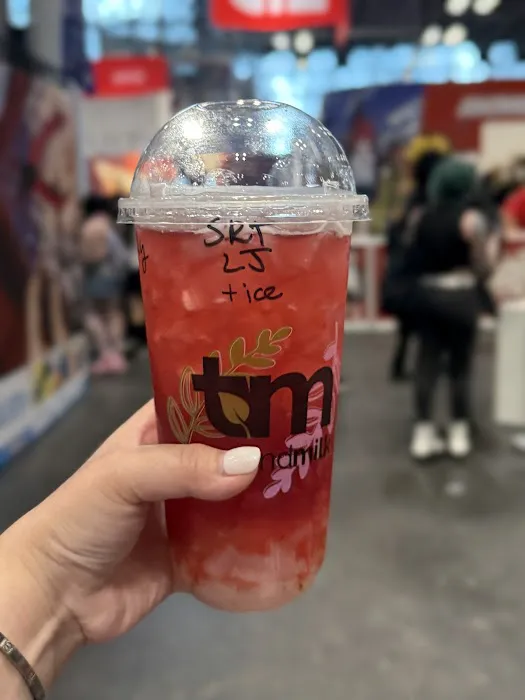 SRT
LJ
+ice
tm
ndmilk